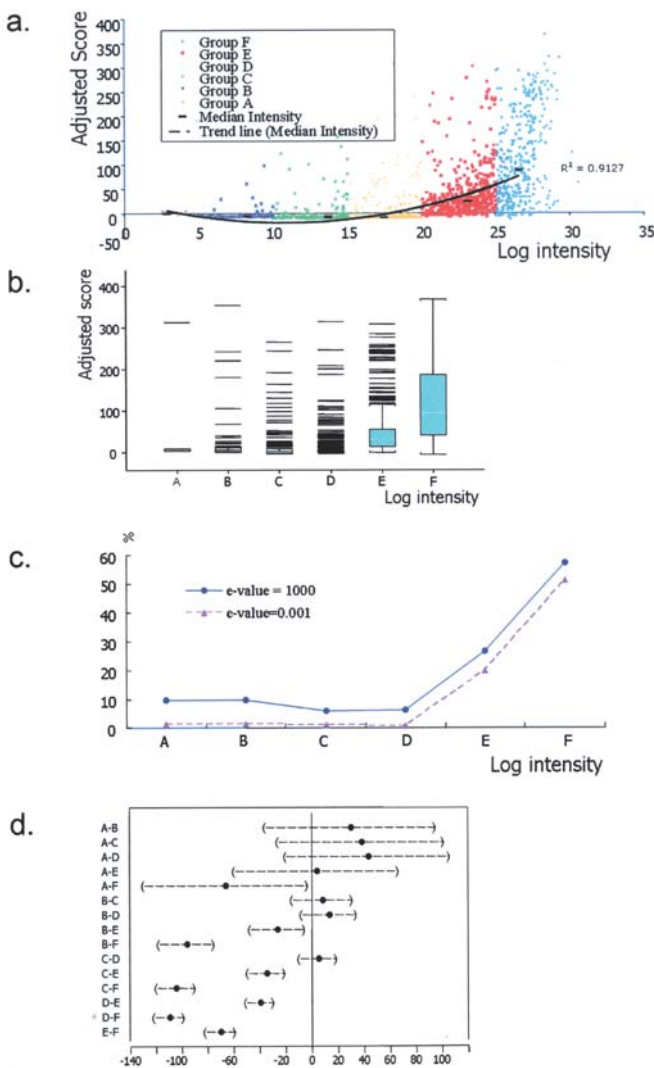 a.
Adjusted Score
400
350
300
250
200
150
100
50
0
-50
Group F
Group E
Group D
Group C
Group B
Group A
Median Intensity
Trend line (Median Intensity)
R² = 0.9127
0 5 10 15 20 25 30 35
Log intensity
b.
Adjusted score
400
300
200
100
0
A B C D E F
Log intensity
c.
%
60
50
40
30
20
10
0
e-value = 1000
e-value=0.001
A B C D E F
Log intensity
d.
A-B
A-C
A-D
A-E
A-F
B-C
B-D
B-E
B-F
C-D
C-E
C-F
D-E
D-F
E-F
-140 -100 -60 -20 0 20 40 60 80 100